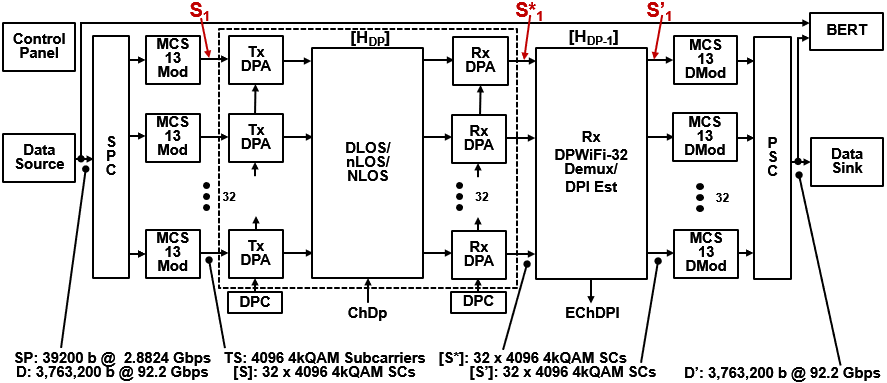 S1
S*1
S'1
Control
Panel
MCS
13
Mod
Tx
DPA
[HDP]
Rx
DPA
[HDP-1]
MCS
13
DMod
BERT
Data
Source
SPC
MCS
13
Mod
Tx
DPA
DLOS/
nLOS/
NLOS
Rx
DPA
Rx
DPWiFi-32
Demux/
DPI Est
MCS
13
DMod
PSC
Data
Sink
32
32
32
MCS
13
Mod
Tx
DPA
Rx
DPA
MCS
13
DMod
DPC
ChDp
DPC
EChDPI
SP: 39200 b @ 2.8824 Gbps
D: 3,763,200 b @ 92.2 Gbps
TS: 4096 4kQAM Subcarriers
[S]: 32 x 4096 4kQAM SCs
[S*]: 32 x 4096 4kQAM SCs
[S']: 32 x 4096 4kQAM SCs
D': 3,763,200 b @ 92.2 Gbps